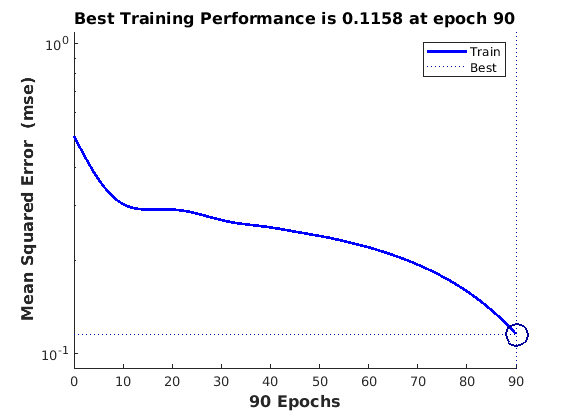 Best Training Performance is 0.1158 at epoch 90
Train
Best
Mean Squared Error (mse)
10^0
10^-1
0 10 20 30 40 50 60 70 80 90
90 Epochs